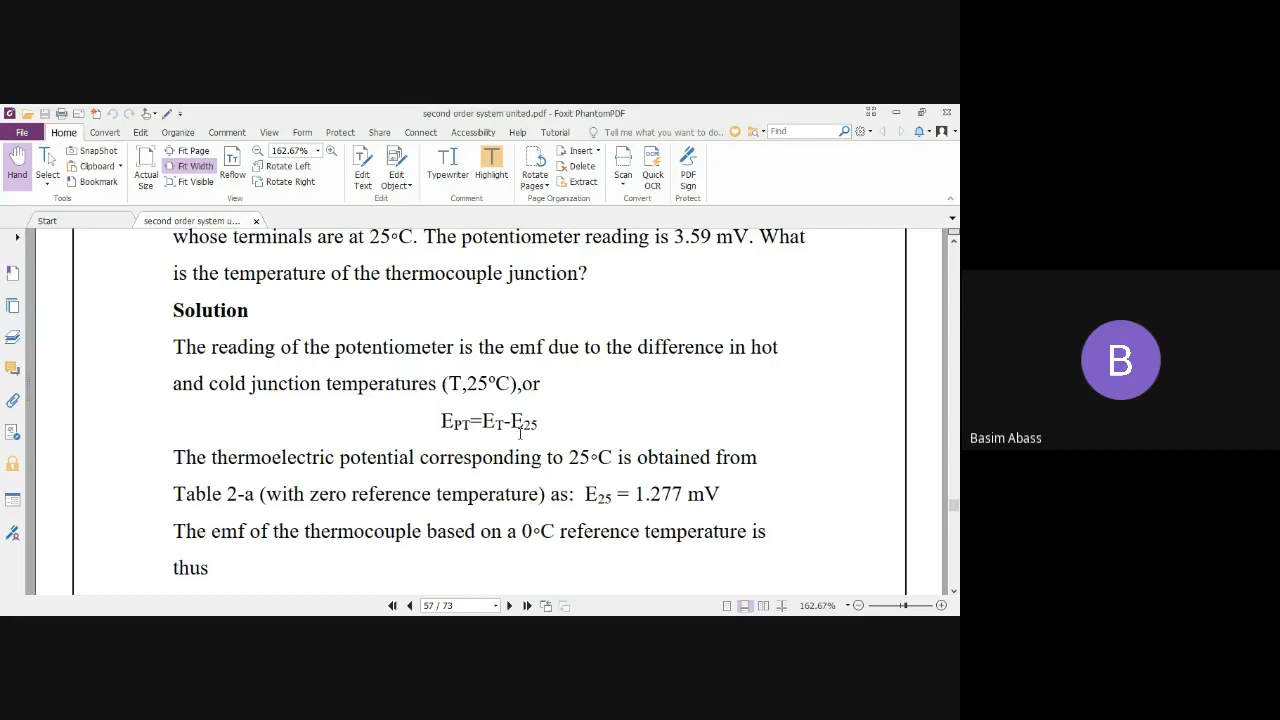 second order system united.pdf - Foxit PhantomPDF
File Home Convert Edit Organize Comment View Form Protect Share Connect Accessibility Help Tutorial Tell me what you want to do.. Find
Hand
Select
SnapShot
Clipboard
Bookmark
Actual Size
Fit Page
Fit Width
Fit Visible
Reflow
162.67%
Rotate Left
Rotate Right
Edit Text
Edit Object
Typewriter
Highlight
Rotate Pages
Insert
Delete
Extract
Scan
Quick OCR
PDF Sign
Tools View Edit Comment Page Organization Convert Protect
Start second order system u...
whose terminals are at 25∘C. The potentiometer reading is 3.59 mV. What
is the temperature of the thermocouple junction?
Solution
The reading of the potentiometer is the emf due to the difference in hot
and cold junction temperatures (T,25ºC),or
E_PT=E_T-E_25
The thermoelectric potential corresponding to 25∘C is obtained from
Table 2-a (with zero reference temperature) as: E_25 = 1.277 mV
The emf of the thermocouple based on a 0∘C reference temperature is
thus
57 / 73 162.67%
B
Basim Abass